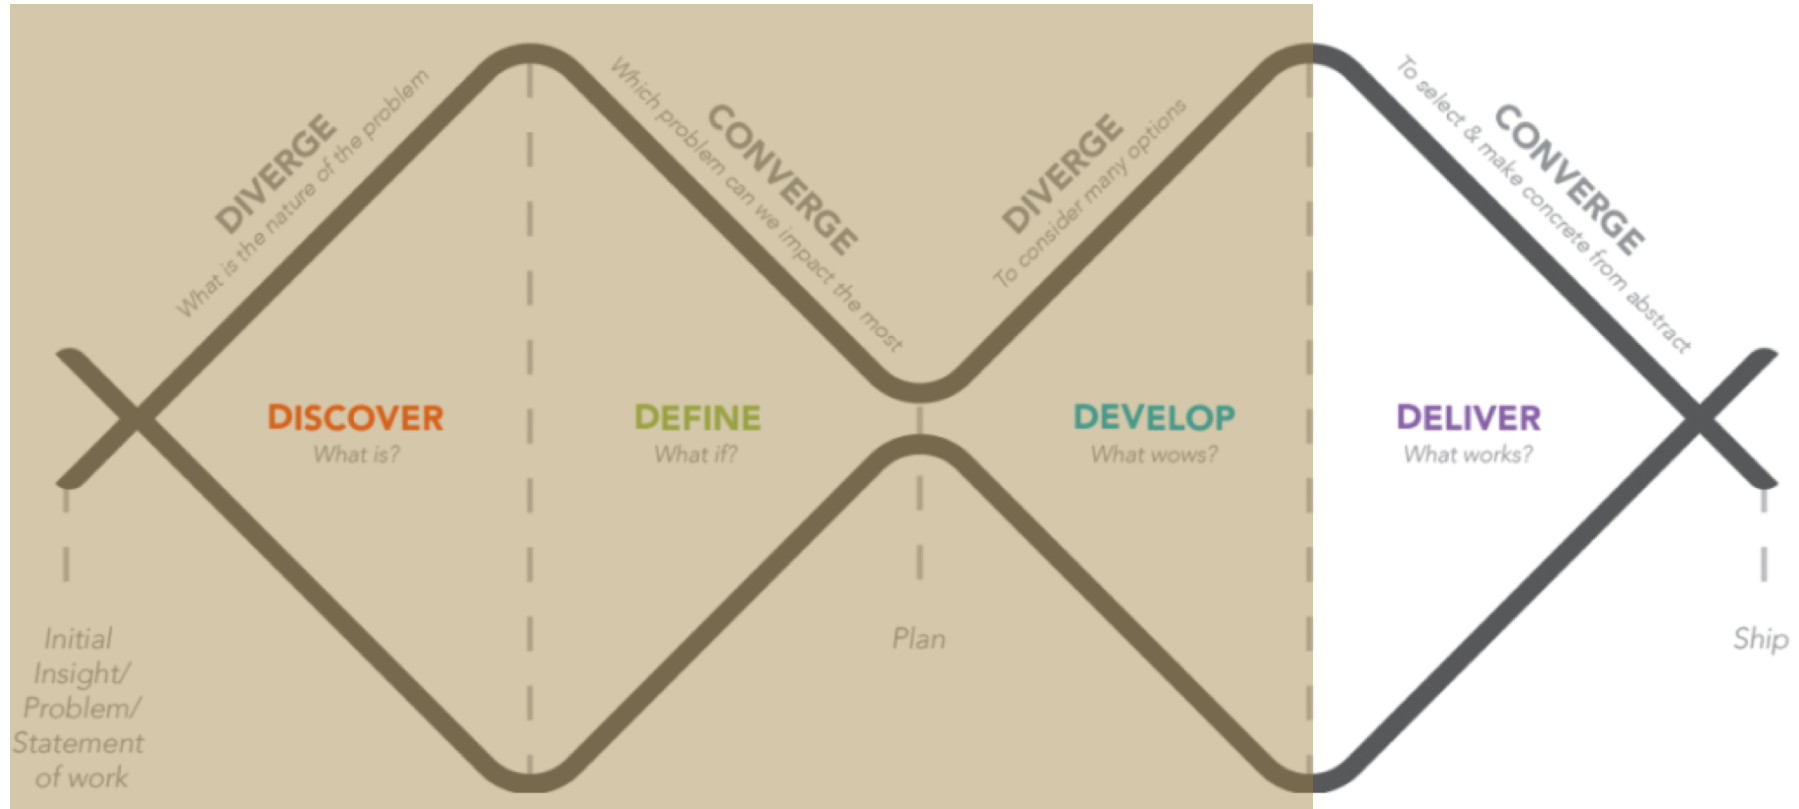 DIVERGE
What is the nature of the problem
CONVERGE
Which problem can we impact the most
DIVERGE
To consider many options
CONVERGE
To select & make concrete from abstract
DISCOVER
What is?
DEFINE
What if?
DEVELOP
What wows?
DELIVER
What works?
Initial
Insight/
Problem/
Statement
of work
Plan
Ship